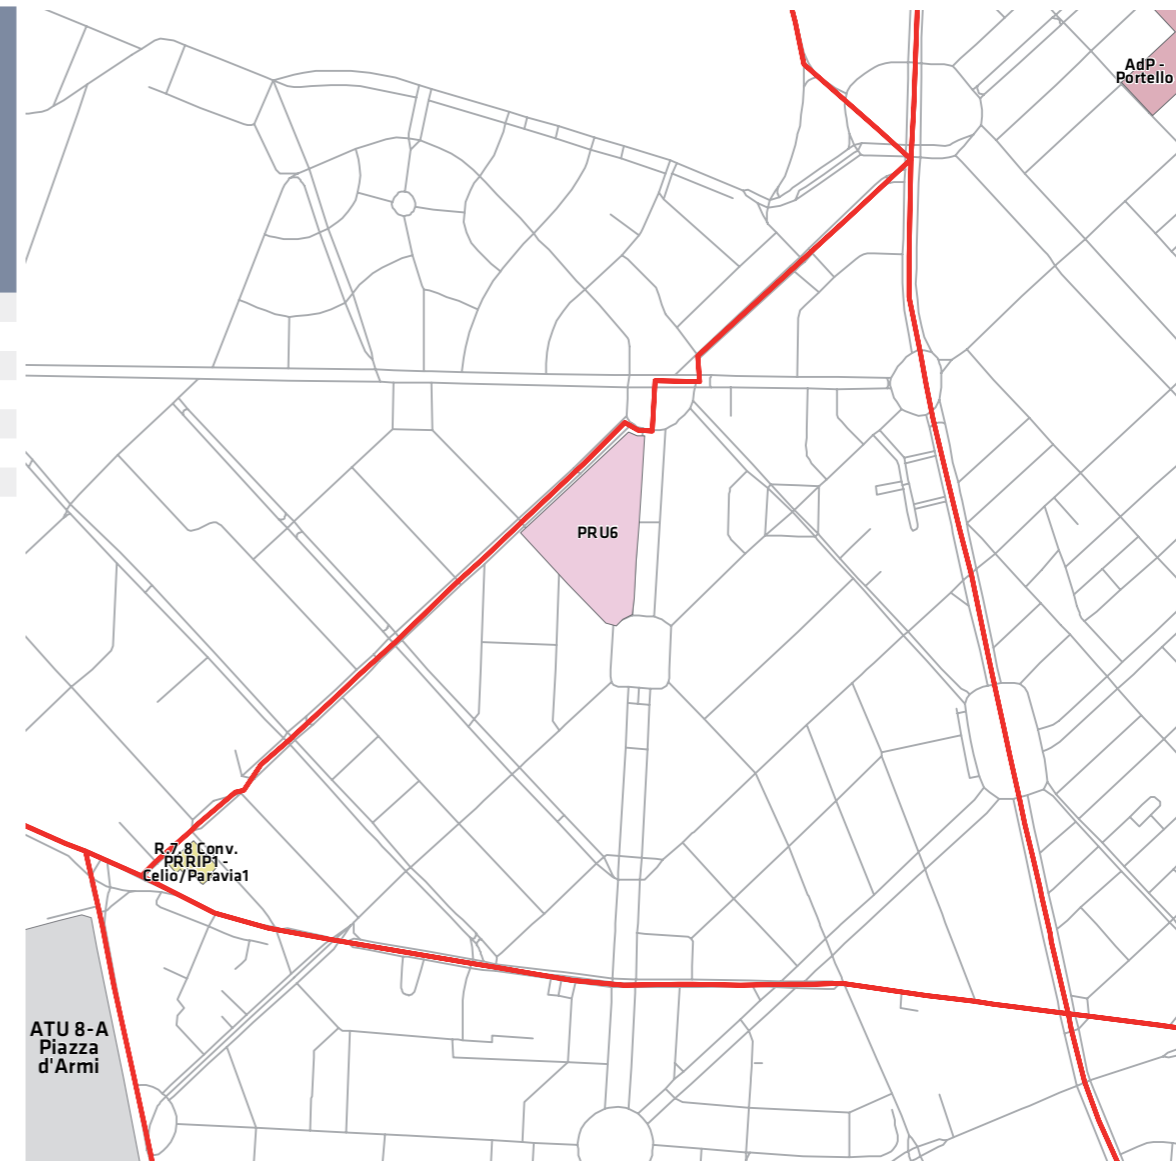 AdP -
Portello
PRU6
R.7.8 Conv.
PRRIP1 -
Celio/Paravia1
ATU 8-A
Piazza
d'Armi